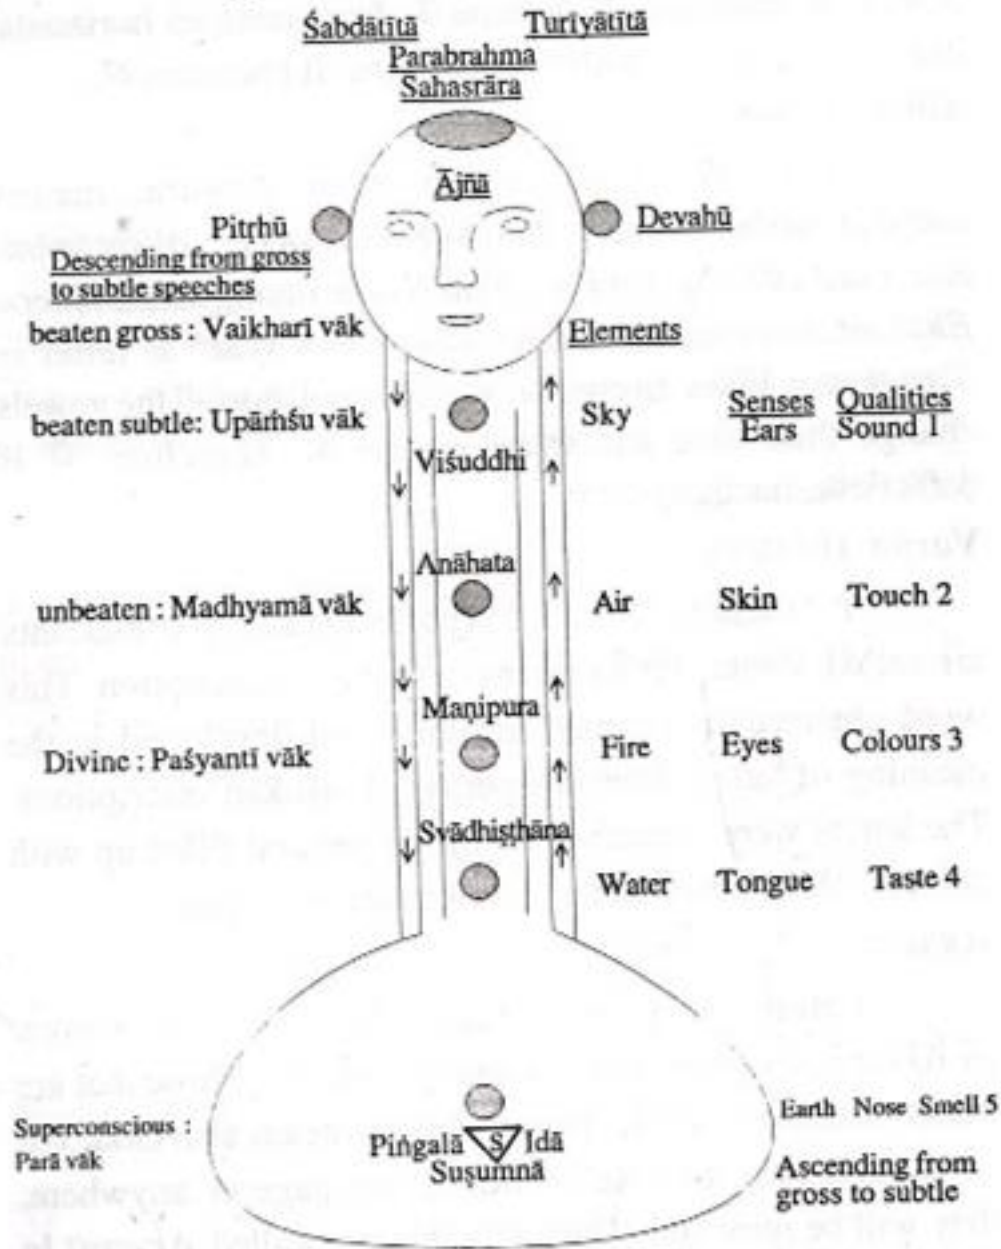 Śabdātītā Turīyātītā
Parabrahma
Sahasrāra
Ājñā
Pitṛhū Devahū
Descending from gross
to subtle speeches
beaten gross : Vaikharī vāk Elements
beaten subtle: Upāṁśu vāk Sky Senses Qualities
Ears Sound 1
Viśuddhi
Anāhata
unbeaten : Madhyamā vāk Air Skin Touch 2
Maṇipura
Divine : Paśyantī vāk Fire Eyes Colours 3
Svādhiṣṭhāna
Water Tongue Taste 4
Earth Nose Smell 5
Superconscious :
Parā vāk
Piṅgalā S Idā
Suṣumnā
Ascending from
gross to subtle